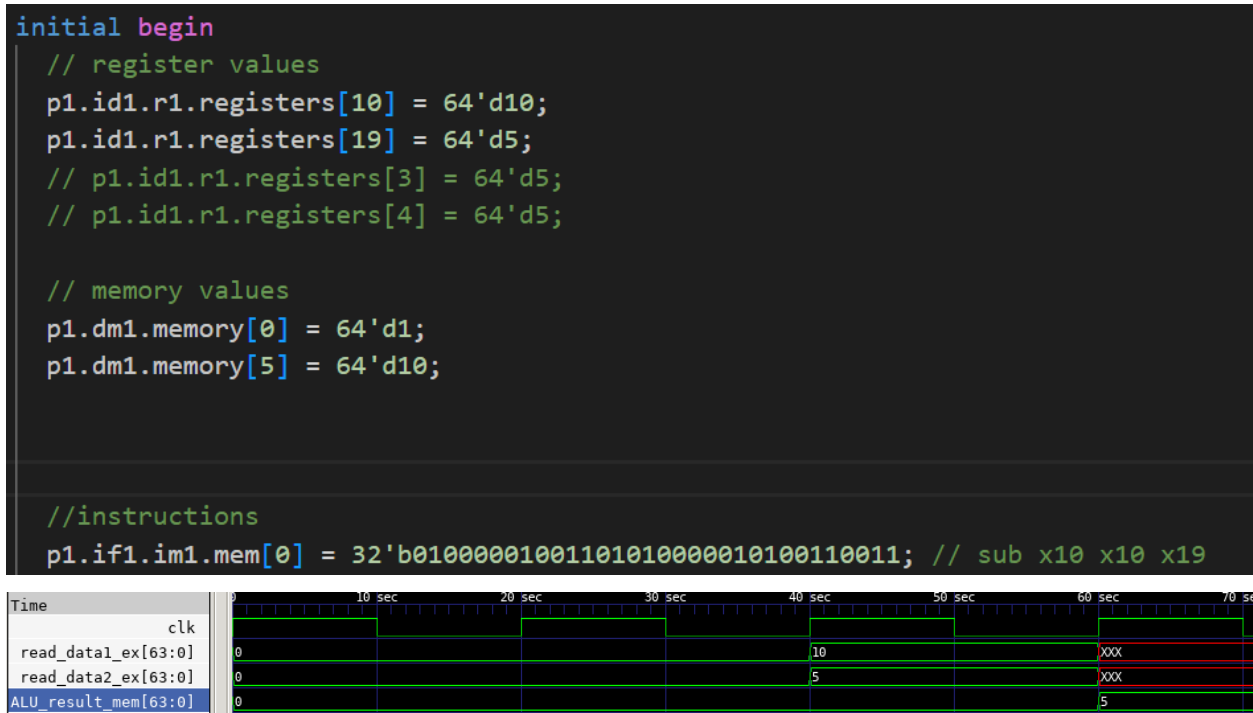 initial begin
// register values
p1.id1.r1.registers[10] = 64'd10;
p1.id1.r1.registers[19] = 64'd5;
// p1.id1.r1.registers[3] = 64'd5;
// p1.id1.r1.registers[4] = 64'd5;
// memory values
p1.dm1.memory[0] = 64'd1;
p1.dm1.memory[5] = 64'd10;
//instructions
p1.if1.im1.mem[0] = 32'b01000001001101010000010100110011; // sub x10 x10 x19
Time 0 10 sec 20 sec 30 sec 40 sec 50 sec 60 sec 70 se
clk
read_data1_ex[63:0] 0 10 XXX
read_data2_ex[63:0] 0 5 XXX
ALU_result_mem[63:0] 0 5